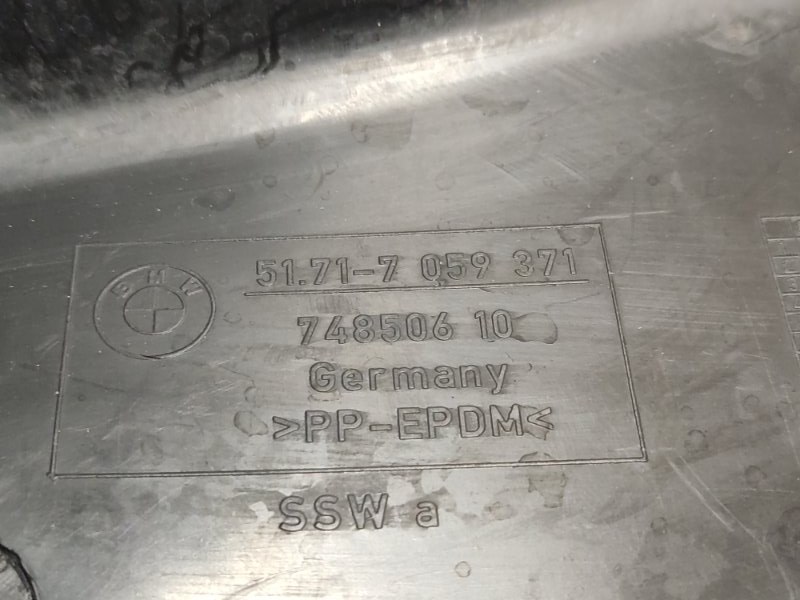 BMW
51.71-7 059 371
748506 10
Germany
>PP-EPDM<
SSW a